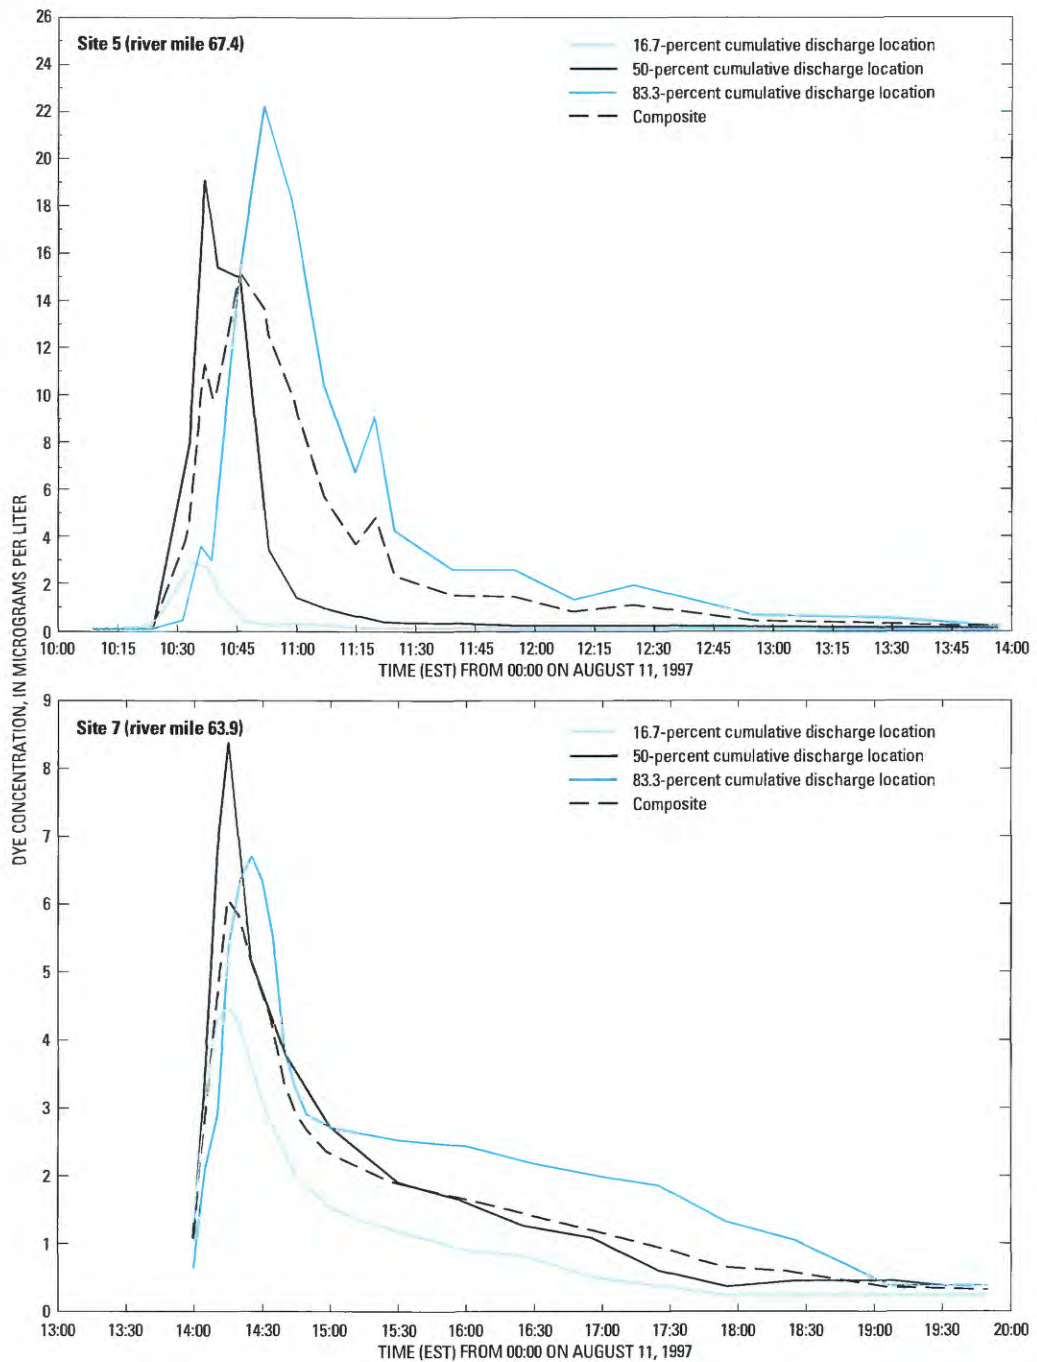 26
24
22
20
18
16
14
12
10
8
6
4
2
0
Site 5 (river mile 67.4)
16.7-percent cumulative discharge location
50-percent cumulative discharge location
83.3-percent cumulative discharge location
Composite
10:00 10:15 10:30 10:45 11:00 11:15 11:30 11:45 12:00 12:15 12:30 12:45 13:00 13:15 13:30 13:45 14:00
TIME (EST) FROM 00:00 ON AUGUST 11, 1997
DYE CONCENTRATION, IN MICROGRAMS PER LITER
9
8
7
6
5
4
3
2
1
0
Site 7 (river mile 63.9)
16.7-percent cumulative discharge location
50-percent cumulative discharge location
83.3-percent cumulative discharge location
Composite
13:00 13:30 14:00 14:30 15:00 15:30 16:00 16:30 17:00 17:30 18:00 18:30 19:00 19:30 20:00
TIME (EST) FROM 00:00 ON AUGUST 11, 1997